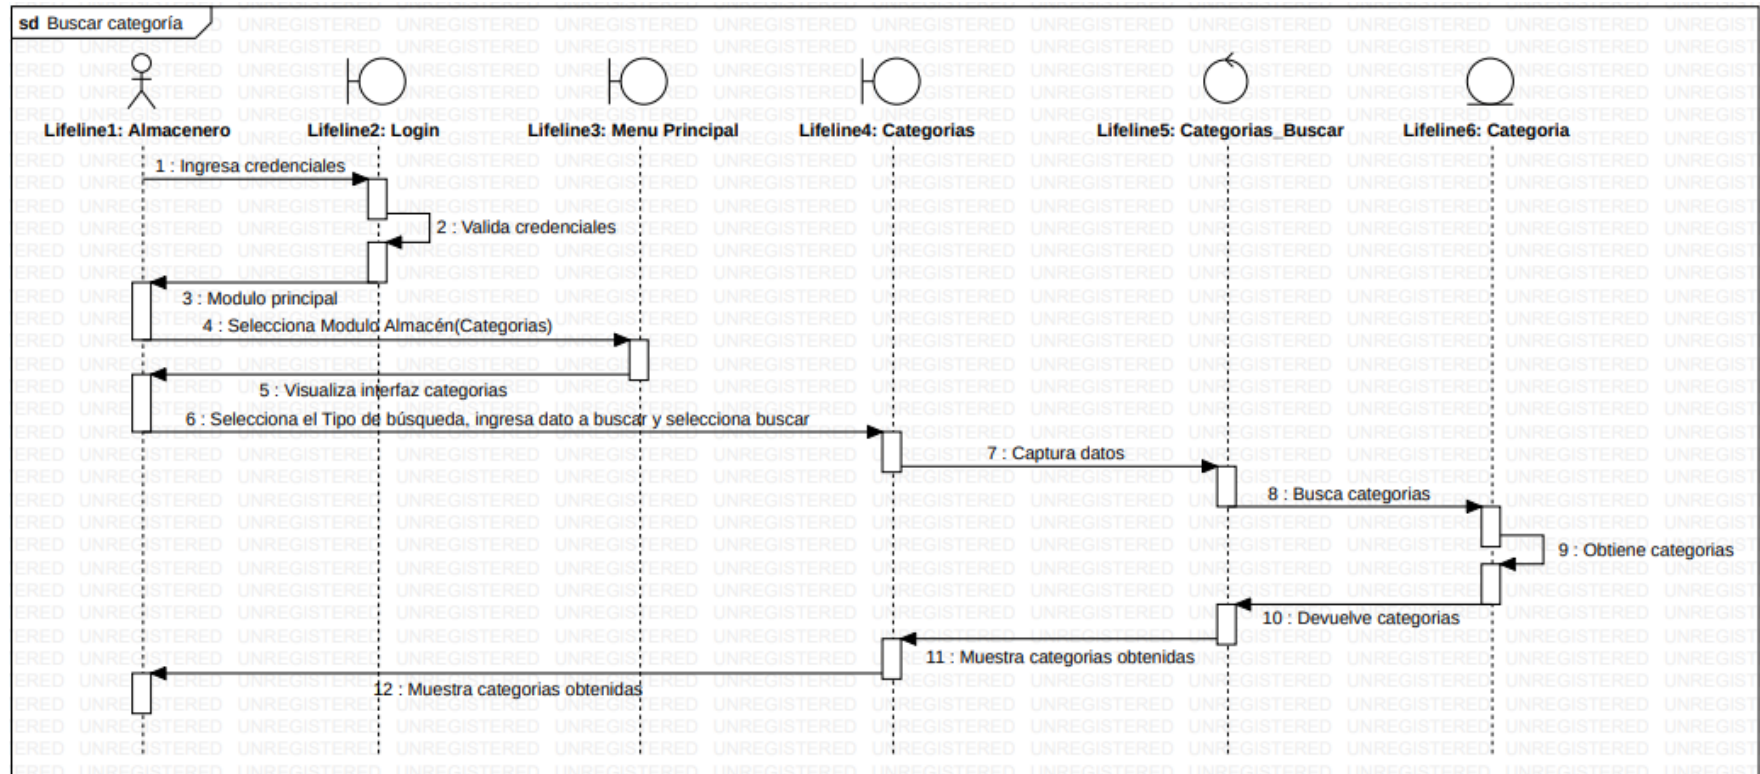 sd Buscar categoría
Lifeline1: Almacenero
Lifeline2: Login
Lifeline3: Menu Principal
Lifeline4: Categorias
Lifeline5: Categorias_Buscar
Lifeline6: Categoria
1 : Ingresa credenciales
2 : Valida credenciales
3 : Modulo principal
4 : Selecciona Modulo Almacén(Categorias)
5 : Visualiza interfaz categorias
6 : Selecciona el Tipo de búsqueda, ingresa dato a buscar y selecciona buscar
7 : Captura datos
8 : Busca categorias
9 : Obtiene categorias
10 : Devuelve categorias
11 : Muestra categorias obtenidas
12 : Muestra categorias obtenidas
UNREGISTERED